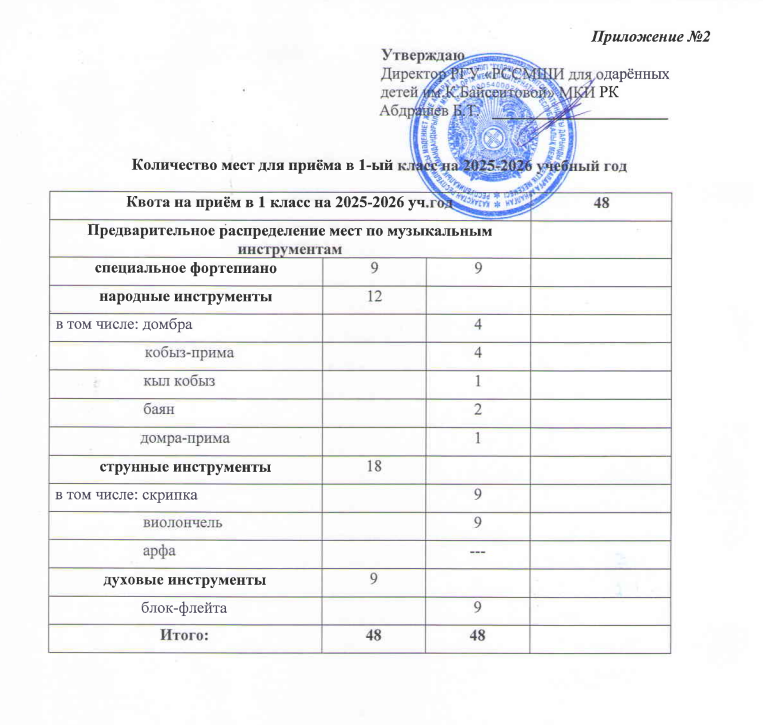 Приложение №2
Утверждаю
Директор РГУ «РССМШИ для одарённых
детей им.К.Байсеитовой» МКИ РК
Абдрашев Б.Т.
Количество мест для приёма в 1-ый класс на 2025-2026 учебный год
Квота на приём в 1 класс на 2025-2026 уч.год 48
Предварительное распределение мест по музыкальным
инструментам
специальное фортепиано 9 9
народные инструменты 12
в том числе: домбра 4
кобыз-прима 4
кыл кобыз 1
баян 2
домра-прима 1
струнные инструменты 18
в том числе: скрипка 9
виолончель 9
арфа ---
духовые инструменты 9
блок-флейта 9
Итого: 48 48